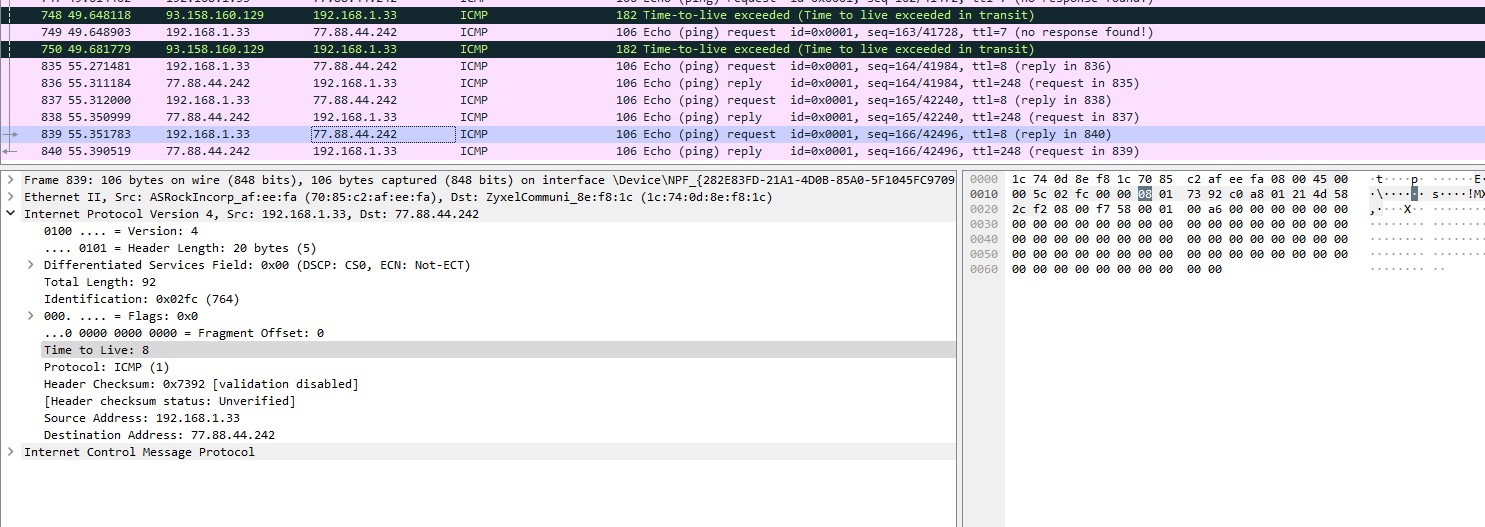 748 49.648118 93.158.160.129 192.168.1.33 ICMP 182 Time-to-live exceeded (Time to live exceeded in transit)
749 49.648903 192.168.1.33 77.88.44.242 ICMP 106 Echo (ping) request id=0x0001, seq=163/41728, ttl=7 (no response found!)
750 49.681779 93.158.160.129 192.168.1.33 ICMP 182 Time-to-live exceeded (Time to live exceeded in transit)
835 55.271481 192.168.1.33 77.88.44.242 ICMP 106 Echo (ping) request id=0x0001, seq=164/41984, ttl=8 (reply in 836)
836 55.311184 77.88.44.242 192.168.1.33 ICMP 106 Echo (ping) reply id=0x0001, seq=164/41984, ttl=248 (request in 835)
837 55.312000 192.168.1.33 77.88.44.242 ICMP 106 Echo (ping) request id=0x0001, seq=165/42240, ttl=8 (reply in 838)
838 55.350999 77.88.44.242 192.168.1.33 ICMP 106 Echo (ping) reply id=0x0001, seq=165/42240, ttl=248 (request in 837)
839 55.351783 192.168.1.33 77.88.44.242 ICMP 106 Echo (ping) request id=0x0001, seq=166/42496, ttl=8 (reply in 840)
840 55.390519 77.88.44.242 192.168.1.33 ICMP 106 Echo (ping) reply id=0x0001, seq=166/42496, ttl=248 (request in 839)
Frame 839: 106 bytes on wire (848 bits), 106 bytes captured (848 bits) on interface \Device\NPF_{282E83FD-21A1-4D0B-85A0-5F1045FC9709
Ethernet II, Src: ASRockIncorp_af:ee:fa (70:85:c2:af:ee:fa), Dst: ZyxelCommuni_8e:f8:1c (1c:74:0d:8e:f8:1c)
Internet Protocol Version 4, Src: 192.168.1.33, Dst: 77.88.44.242
0100 .... = Version: 4
.... 0101 = Header Length: 20 bytes (5)
Differentiated Services Field: 0x00 (DSCP: CS0, ECN: Not-ECT)
Total Length: 92
Identification: 0x02fc (764)
000. .... = Flags: 0x0
...0 0000 0000 0000 = Fragment Offset: 0
Time to Live: 8
Protocol: ICMP (1)
Header Checksum: 0x7392 [validation disabled]
[Header checksum status: Unverified]
Source Address: 192.168.1.33
Destination Address: 77.88.44.242
Internet Control Message Protocol
0000 1c 74 0d 8e f8 1c 70 85 c2 af ee fa 08 00 45 00 ·t····p· ······E·
0010 00 5c 02 fc 00 00 08 01 73 92 c0 a8 01 21 4d 58 ·\······ s····!MX
0020 2c f2 08 00 f7 58 00 01 00 a6 00 00 00 00 00 00 ,····X·· ········
0030 00 00 00 00 00 00 00 00 00 00 00 00 00 00 00 00 ········ ········
0040 00 00 00 00 00 00 00 00 00 00 00 00 00 00 00 00 ········ ········
0050 00 00 00 00 00 00 00 00 00 00 00 00 00 00 00 00 ········ ········
0060 00 00 00 00 00 00 00 00 00 00 ········ ··